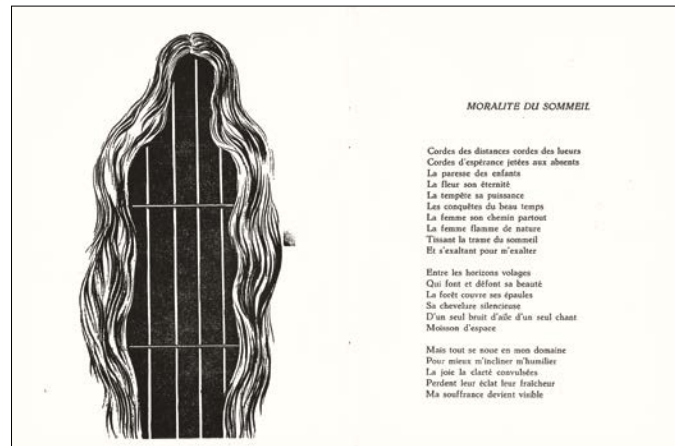 MORALITE DU SOMMEIL
Cordes des distances cordes des lueurs
Cordes d'espérance jetées aux absents
La paresse des enfants
La fleur son éternité
La tempête sa puissance
Les conquêtes du beau temps
La femme son chemin partout
La femme flamme de nature
Tissant la trame du sommeil
Et s'exaltant pour m'exalter
Entre les horizons volages
Qui font et défont sa beauté
La forêt couvre ses épaules
Sa chevelure silencieuse
D'un seul bruit d'aile d'un seul chant
Moisson d'espace
Mais tout se noue en mon domaine
Pour mieux m'incliner m'humilier
La joie la clarté convulsées
Perdent leur éclat leur fraîcheur
Ma souffrance devient visible